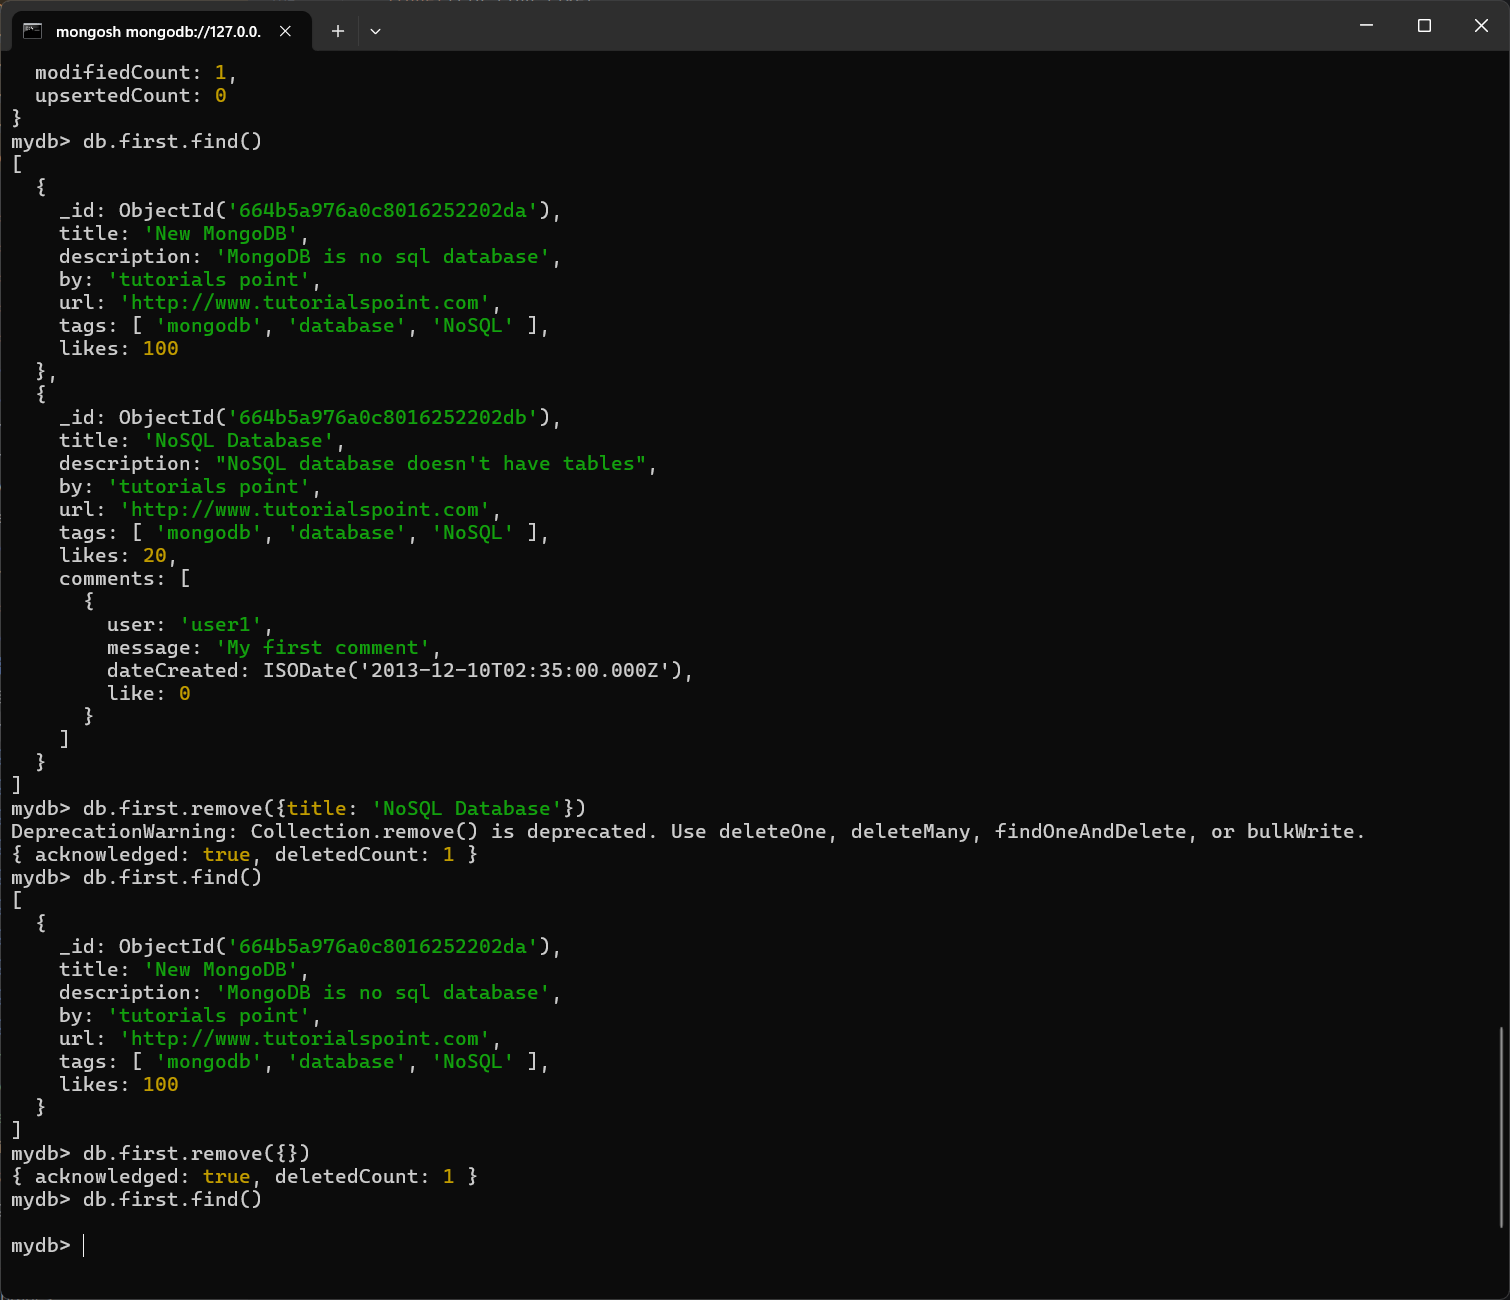 mongosh mongodb://127.0.0.
  modifiedCount: 1,
  upsertedCount: 0
}
mydb> db.first.find()
[
  {
    _id: ObjectId('664b5a976a0c8016252202da'),
    title: 'New MongoDB',
    description: 'MongoDB is no sql database',
    by: 'tutorials point',
    url: 'http://www.tutorialspoint.com',
    tags: [ 'mongodb', 'database', 'NoSQL' ],
    likes: 100
  },
  {
    _id: ObjectId('664b5a976a0c8016252202db'),
    title: 'NoSQL Database',
    description: "NoSQL database doesn't have tables",
    by: 'tutorials point',
    url: 'http://www.tutorialspoint.com',
    tags: [ 'mongodb', 'database', 'NoSQL' ],
    likes: 20,
    comments: [
      {
        user: 'user1',
        message: 'My first comment',
        dateCreated: ISODate('2013-12-10T02:35:00.000Z'),
        like: 0
      }
    ]
  }
]
mydb> db.first.remove({title: 'NoSQL Database'})
DeprecationWarning: Collection.remove() is deprecated. Use deleteOne, deleteMany, findOneAndDelete, or bulkWrite.
{ acknowledged: true, deletedCount: 1 }
mydb> db.first.find()
[
  {
    _id: ObjectId('664b5a976a0c8016252202da'),
    title: 'New MongoDB',
    description: 'MongoDB is no sql database',
    by: 'tutorials point',
    url: 'http://www.tutorialspoint.com',
    tags: [ 'mongodb', 'database', 'NoSQL' ],
    likes: 100
  }
]
mydb> db.first.remove({})
{ acknowledged: true, deletedCount: 1 }
mydb> db.first.find()

mydb>